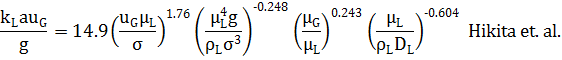 k_L a u_G / g = 14.9 (u_G μ_L / σ)^1.76 (μ_L^4 g / ρ_L σ^3)^-0.248 (μ_G / μ_L)^0.243 (μ_L / ρ_L D_L)^-0.604 Hikita et. al.